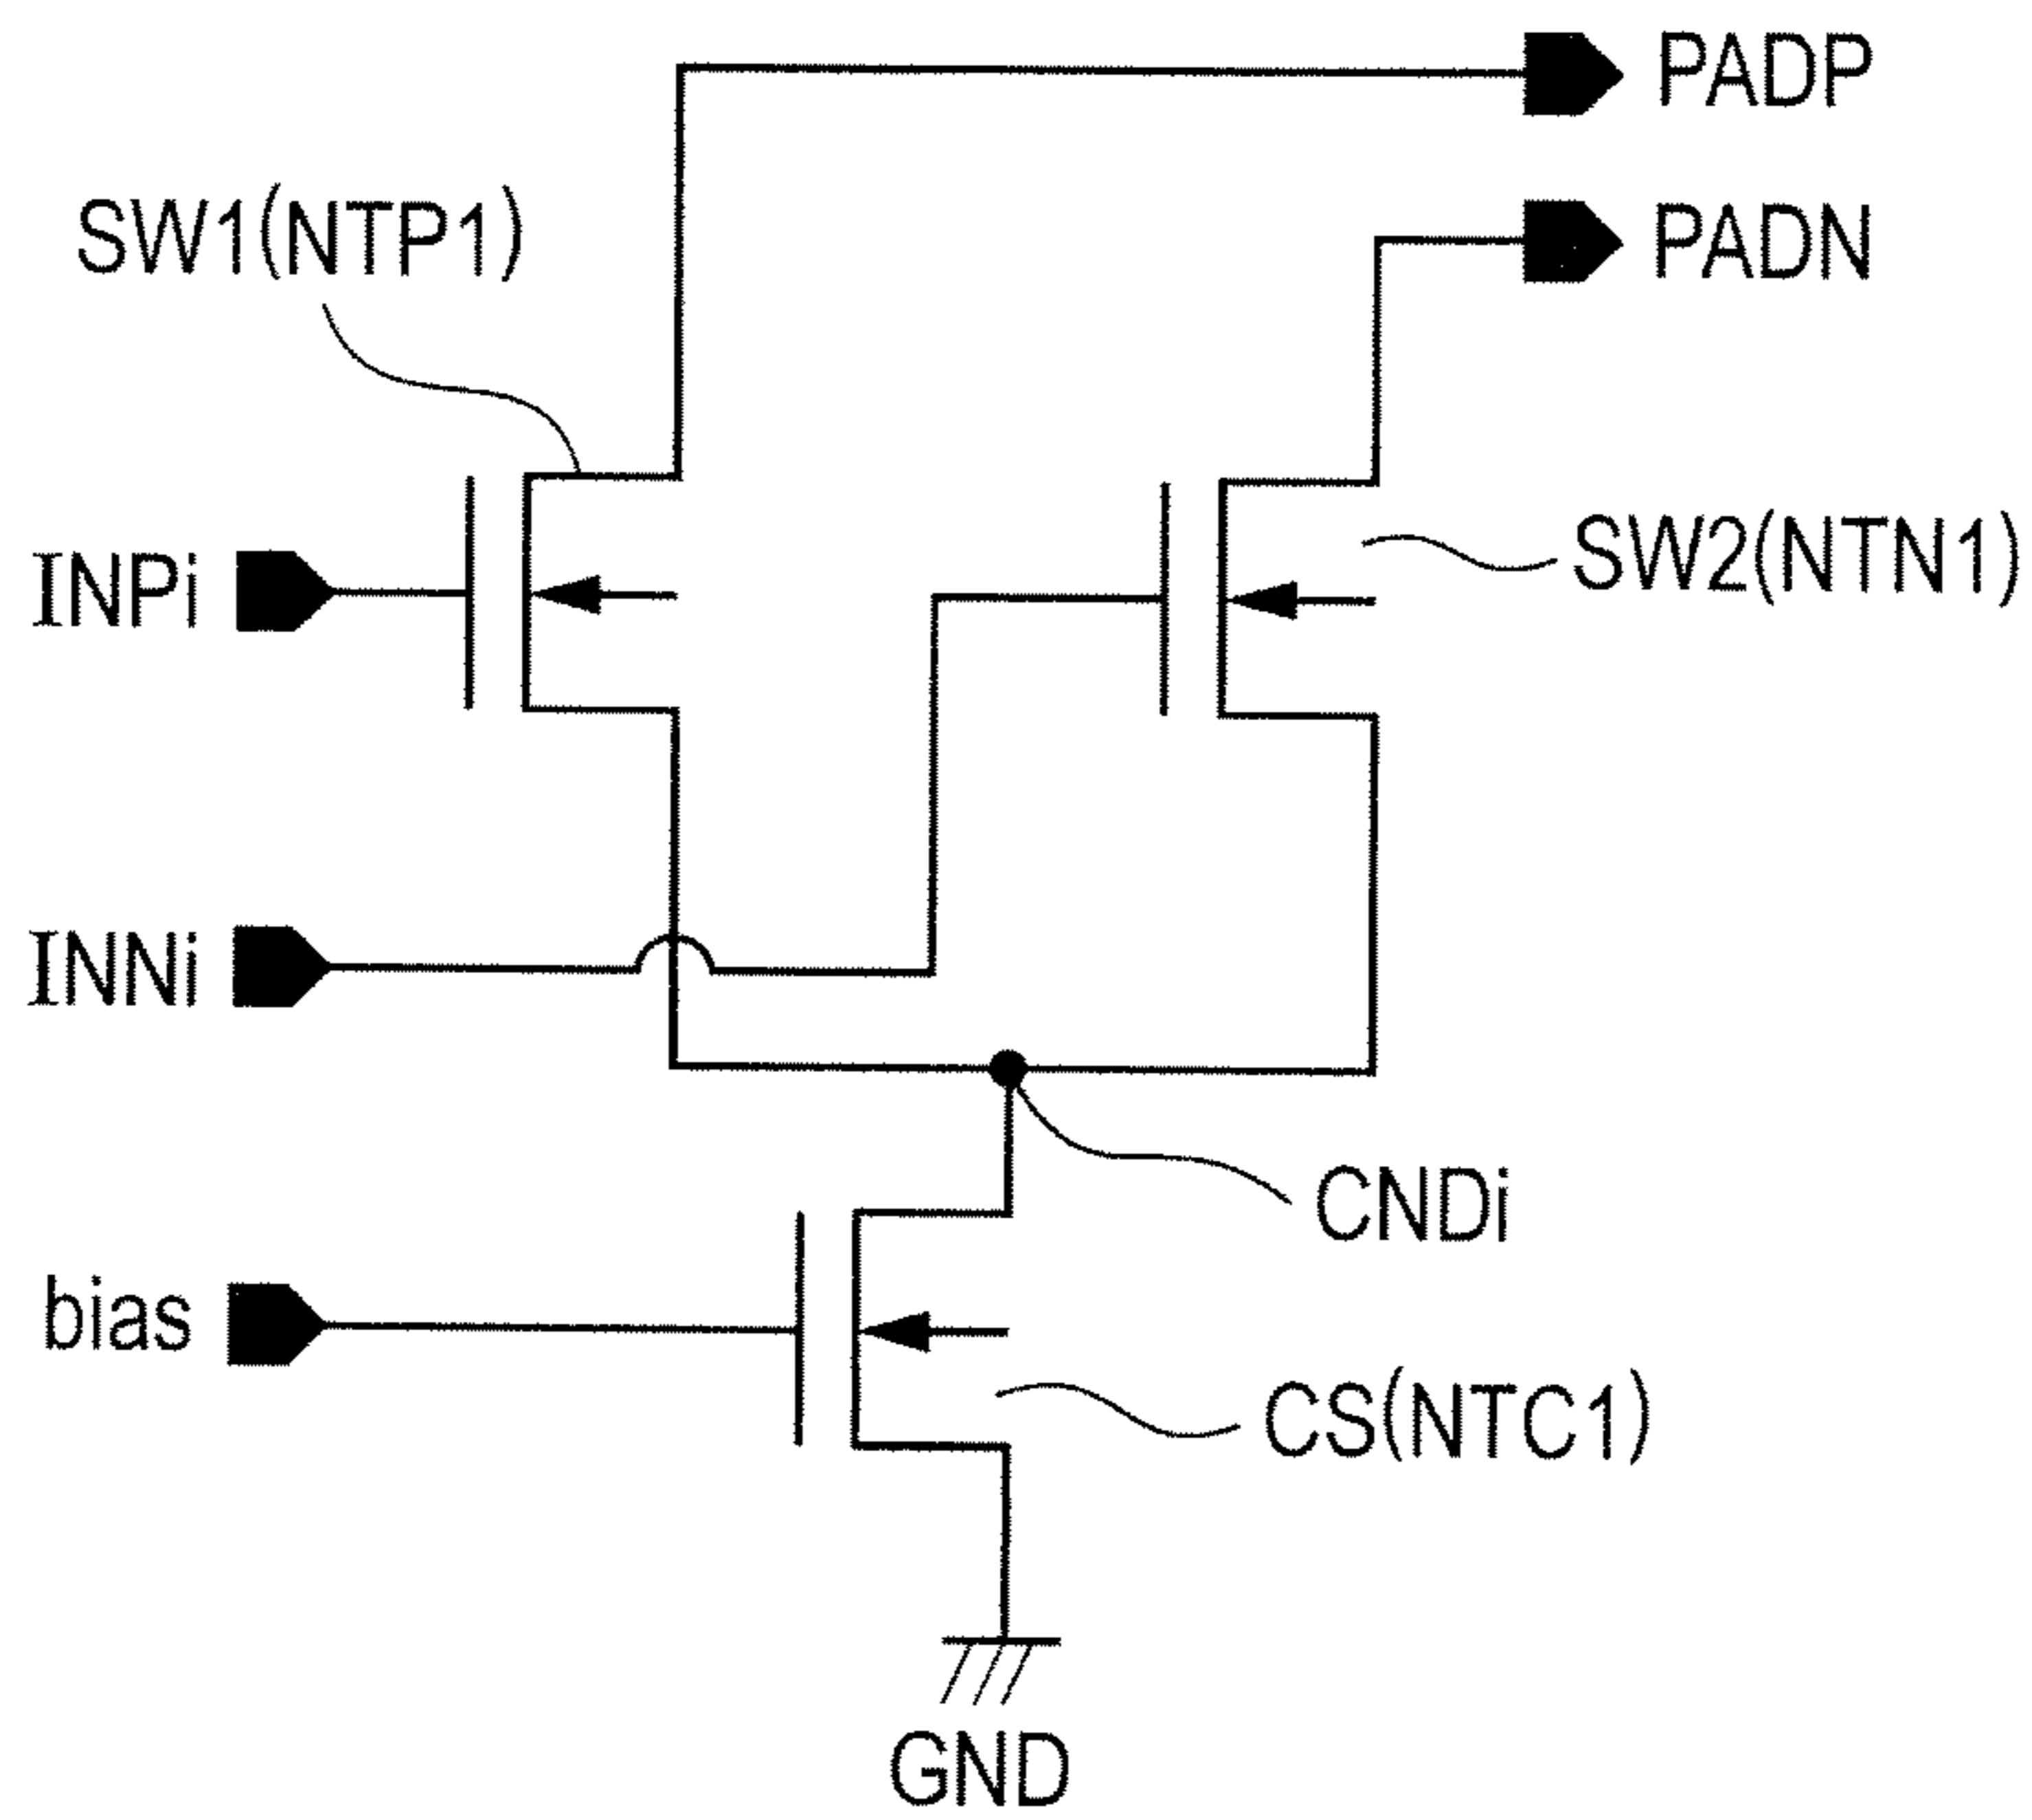 PADP
SW1(NTP1)
PADN
INPi
SW2(NTN1)
INNi
CNDi
bias
CS(NTC1)
GND